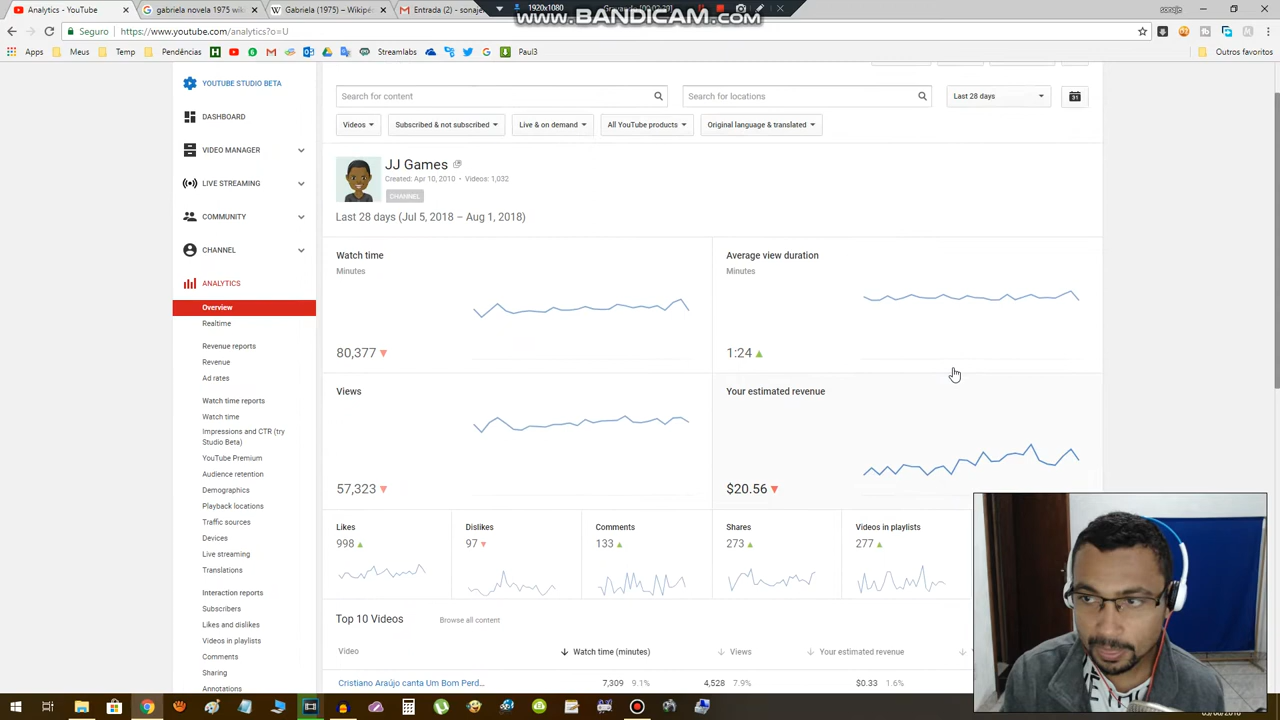 Analytics - YouTube
gabriela novela 1975 wikip
Gabriela (1975) – Wikipé
Entrada (2) - sonaje
1920x1080
Gravando [00:02:29]
www.BANDICAM.com
sonejjs
Seguro
https://www.youtube.com/analytics?o=U
Apps
Meus
Temp
Pendências
Streamlabs
Paul3
Outros favoritos
YOUTUBE STUDIO BETA
DASHBOARD
VIDEO MANAGER
LIVE STREAMING
COMMUNITY
CHANNEL
ANALYTICS
Overview
Realtime
Revenue reports
Revenue
Ad rates
Watch time reports
Watch time
Impressions and CTR (try
Studio Beta)
YouTube Premium
Audience retention
Demographics
Playback locations
Traffic sources
Devices
Live streaming
Translations
Interaction reports
Subscribers
Likes and dislikes
Videos in playlists
Comments
Sharing
Annotations
Search for content
Search for locations
Last 28 days
31
Videos
Subscribed & not subscribed
Live & on demand
All YouTube products
Original language & translated
JJ Games
Created: Apr 10, 2010 • Videos: 1,032
CHANNEL
Last 28 days (Jul 5, 2018 – Aug 1, 2018)
Watch time
Minutes
80,377
Average view duration
Minutes
1:24
Views
57,323
Your estimated revenue
$20.56
Likes
998
Dislikes
97
Comments
133
Shares
273
Videos in playlists
277
Top 10 Videos
Browse all content
Video
Watch time (minutes)
Views
Your estimated revenue
Cristiano Araújo canta Um Bom Perd...
7,309 9.1%
4,528 7.9%
$0.33 1.6%